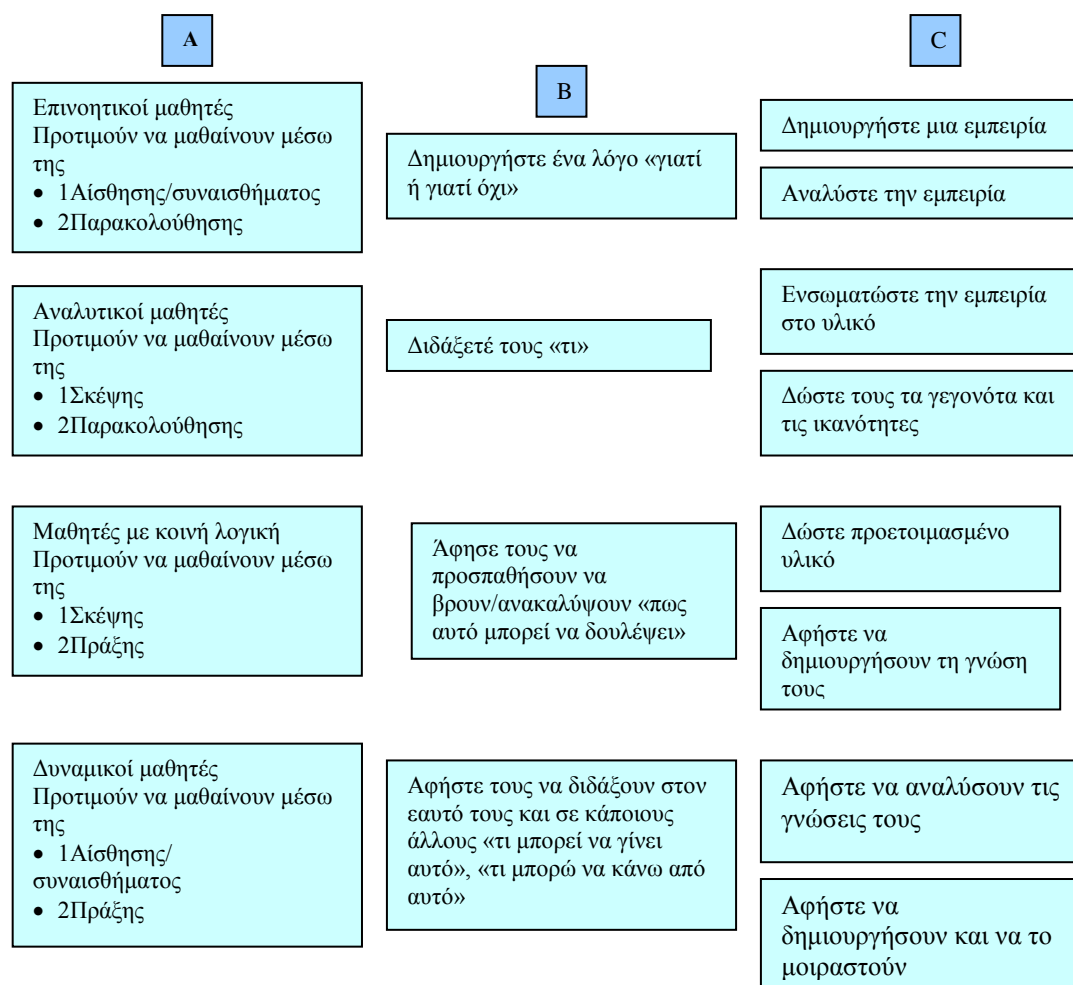 A
Επινοητικοί μαθητές
Προτιμούν να μαθαίνουν μέσω
της
• 1Αίσθησης/συναισθήματος
• 2Παρακολούθησης
Αναλυτικοί μαθητές
Προτιμούν να μαθαίνουν μέσω
της
• 1Σκέψης
• 2Παρακολούθησης
Μαθητές με κοινή λογική
Προτιμούν να μαθαίνουν μέσω
της
• 1Σκέψης
• 2Πράξης
Δυναμικοί μαθητές
Προτιμούν να μαθαίνουν μέσω
της
• 1Αίσθησης/
συναισθήματος
• 2Πράξης
B
Δημιουργήστε ένα λόγο «γιατί
ή γιατί όχι»
Διδάξετέ τους «τι»
Άφησε τους να
προσπαθήσουν να
βρουν/ανακαλύψουν «πως
αυτό μπορεί να δουλέψει»
Αφήστε τους να διδάξουν στον
εαυτό τους και σε κάποιους
άλλους «τι μπορεί να γίνει
αυτό», «τι μπορώ να κάνω από
αυτό»
C
Δημιουργήστε μια εμπειρία
Αναλύστε την εμπειρία
Ενσωματώστε την εμπειρία
στο υλικό
Δώστε τους τα γεγονότα και
τις ικανότητες
Δώστε προετοιμασμένο
υλικό
Αφήστε να
δημιουργήσουν τη γνώση
τους
Αφήστε να αναλύσουν τις
γνώσεις τους
Αφήστε να
δημιουργήσουν και να το
μοιραστούν